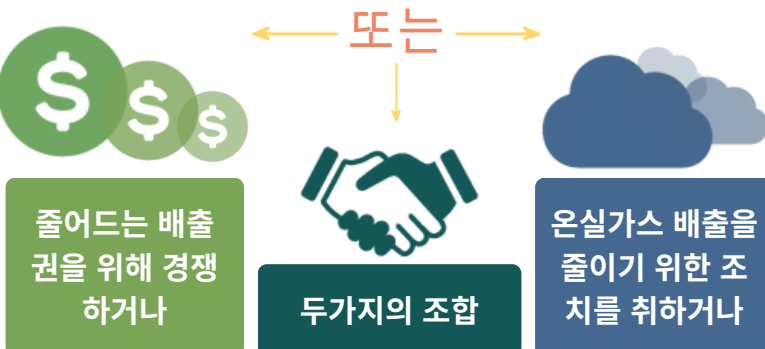 또는
$ $ $
줄어드는 배출
권을 위해 경쟁
하거나
두가지의 조합
온실가스 배출을
줄이기 위한 조
치를 취하거나